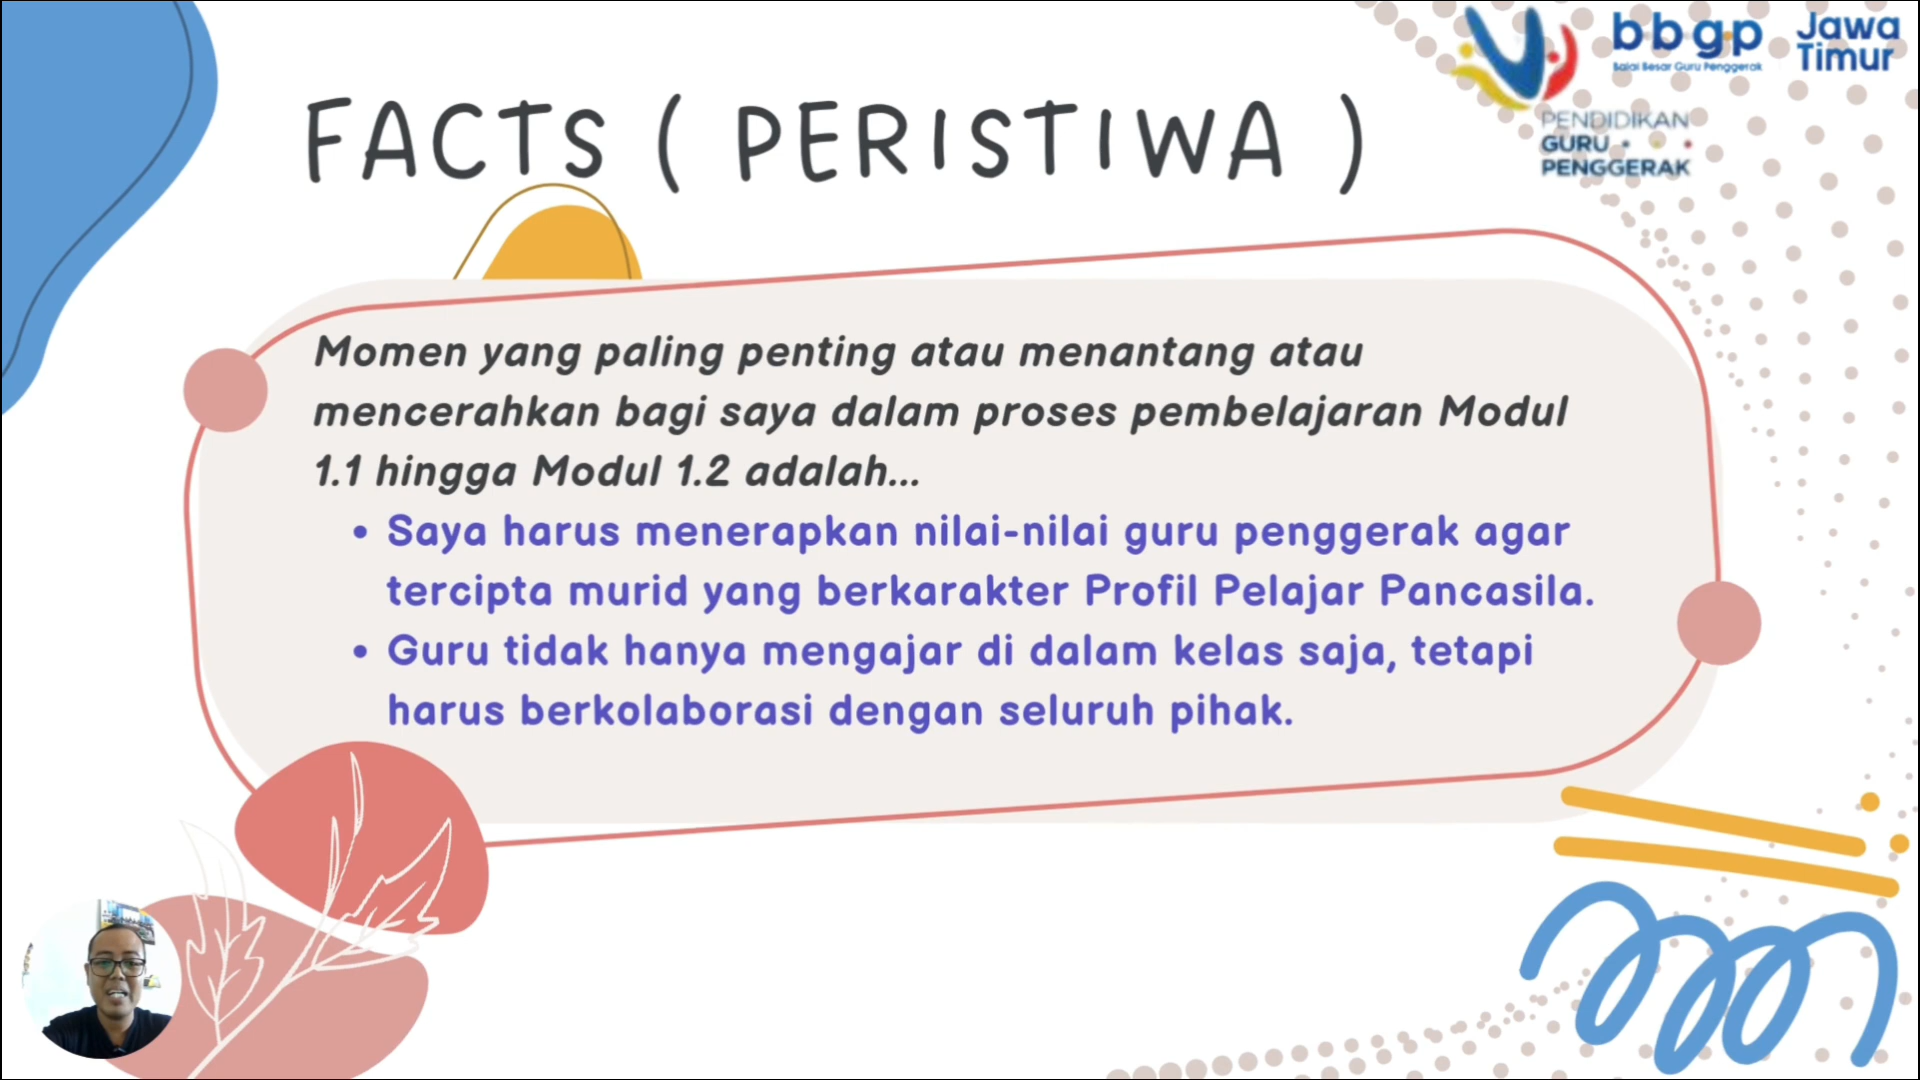 FACTS ( PERISTIWA )
bbgp
Balai Besar Guru Penggerak
Jawa
Timur
PENDIDIKAN
GURU
PENGGERAK
Momen yang paling penting atau menantang atau
mencerahkan bagi saya dalam proses pembelajaran Modul
1.1 hingga Modul 1.2 adalah...
• Saya harus menerapkan nilai-nilai guru penggerak agar
tercipta murid yang berkarakter Profil Pelajar Pancasila.
• Guru tidak hanya mengajar di dalam kelas saja, tetapi
harus berkolaborasi dengan seluruh pihak.